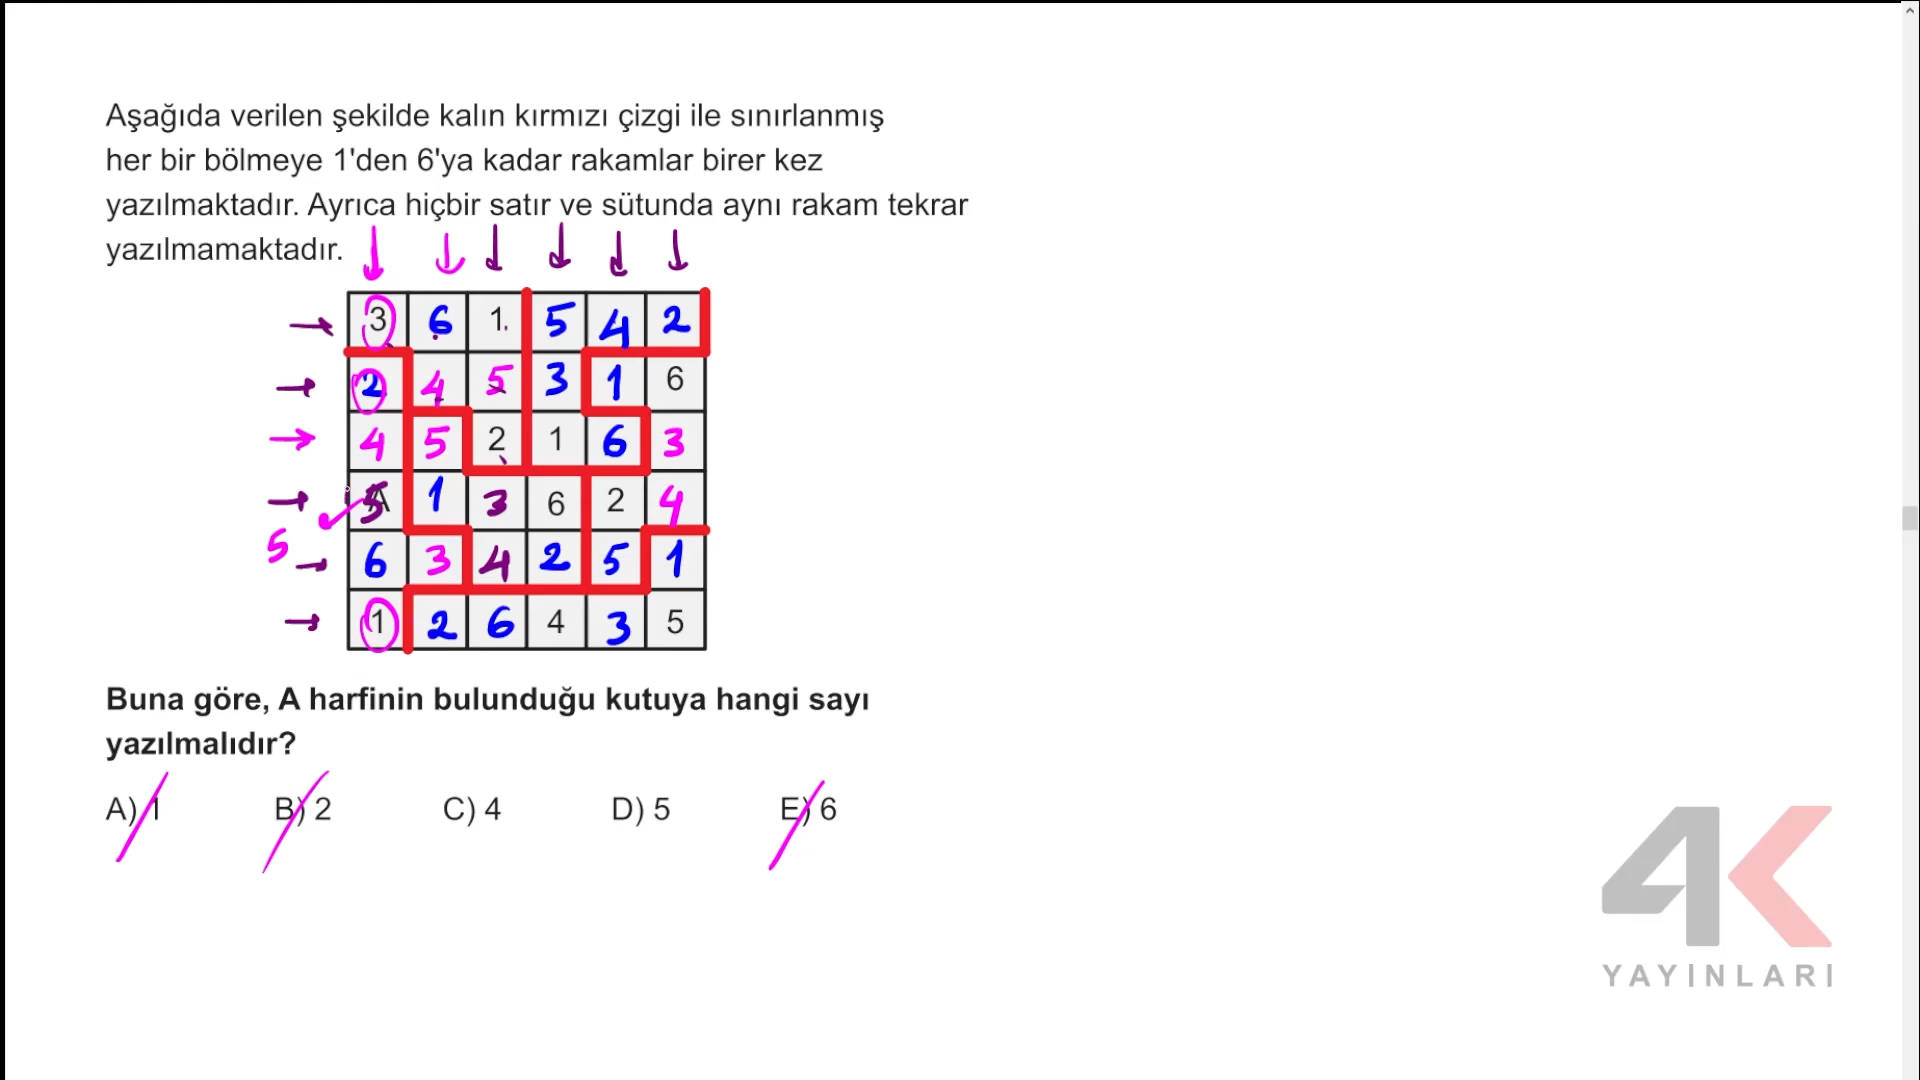 Aşağıda verilen şekilde kalın kırmızı çizgi ile sınırlanmış
her bir bölmeye 1'den 6'ya kadar rakamlar birer kez
yazılmaktadır. Ayrıca hiçbir satır ve sütunda aynı rakam tekrar
yazılmamaktadır.
3 6 1 5 4 2
2 4 5 3 1 6
4 5 2 1 6 3
A 5 1 3 6 2 4
5
6 3 4 2 5 1
1 2 6 4 3 5
Buna göre, A harfinin bulunduğu kutuya hangi sayı
yazılmalıdır?
A) 1 B) 2 C) 4 D) 5 E) 6
4K
YAYINLARI